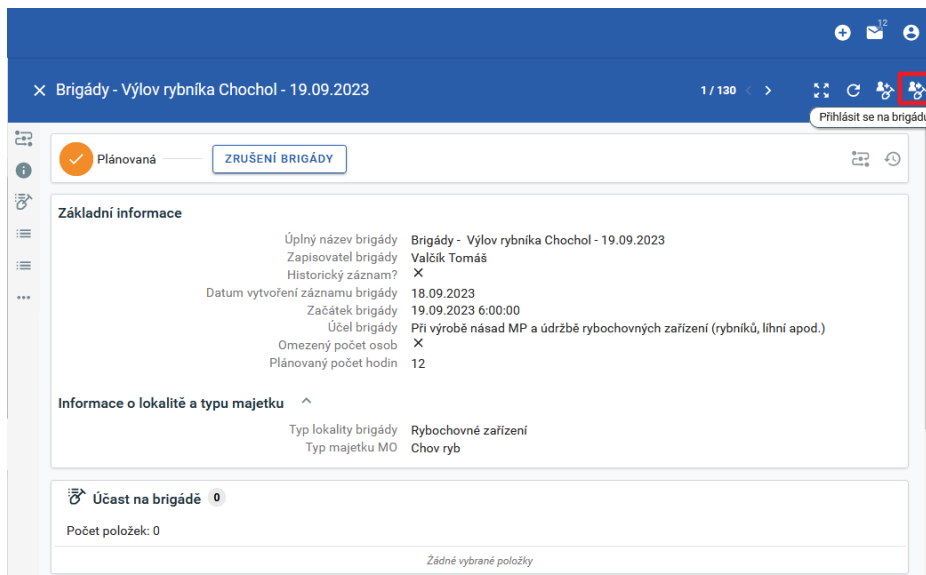 12
Brigády - Výlov rybníka Chochol - 19.09.2023
1 / 130
Přihlásit se na brigádu
Plánovaná
ZRUŠENÍ BRIGÁDY
Základní informace
Úplný název brigády Brigády - Výlov rybníka Chochol - 19.09.2023
Zapisovatel brigády Valčík Tomáš
Historický záznam?
Datum vytvoření záznamu brigády 18.09.2023
Začátek brigády 19.09.2023 6:00:00
Účel brigády Při výrobě násad MP a údržbě rybochovných zařízení (rybníků, líhní apod.)
Omezený počet osob
Plánovaný počet hodin 12
Informace o lokalitě a typu majetku
Typ lokality brigády Rybochovné zařízení
Typ majetku MO Chov ryb
Účast na brigádě 0
Počet položek: 0
Žádné vybrané položky